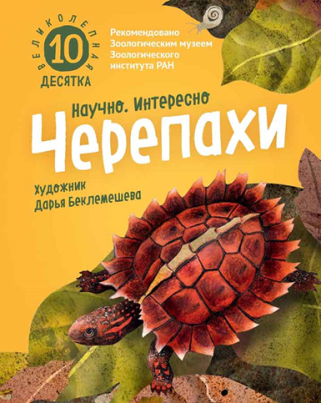 ВЕЛИКОЛЕПНАЯ
10
ДЕСЯТКА
Рекомендовано
Зоологическим музеем
Зоологического
института РАН
Научно. Интересно
Черепахи
Художник
Дарья Беклемешева